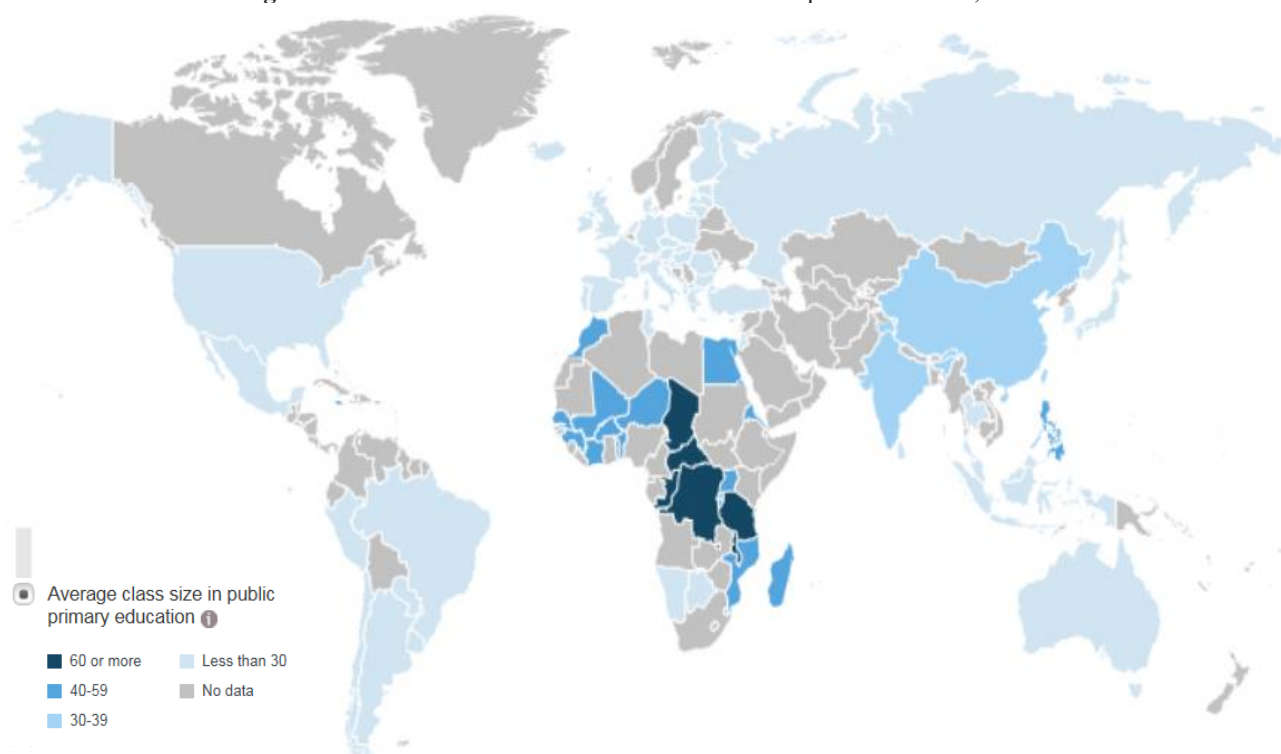 Average class size in public
primary education
60 or more
Less than 30
40-59
No data
30-39